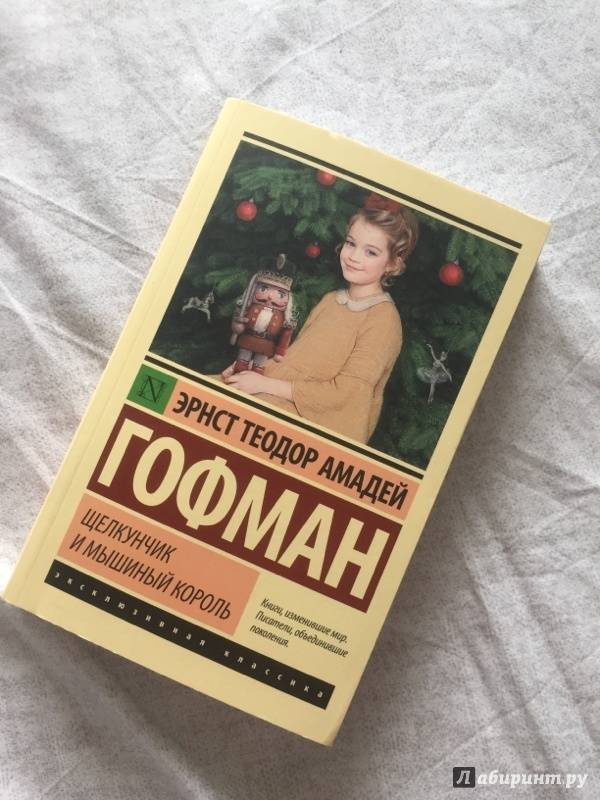 ЭРНСТ ТЕОДОР АМАДЕЙ
ГОФМАН
ЩЕЛКУНЧИК
И МЫШИНЫЙ КОРОЛЬ
Книги, изменившие мир.
Писатели, объединившие
поколения.
эксклюзивная классика
Лабиринт.ру